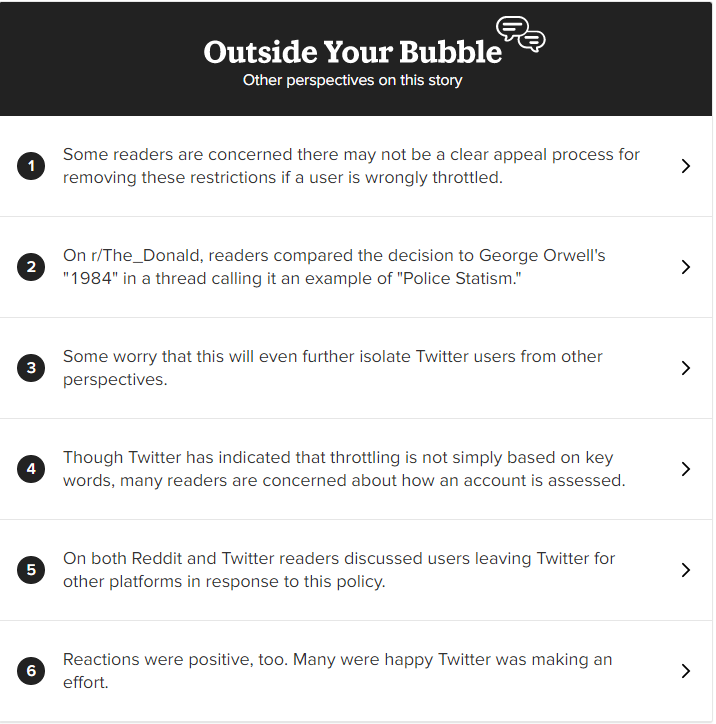 Outside Your Bubble
Other perspectives on this story
1
Some readers are concerned there may not be a clear appeal process for
removing these restrictions if a user is wrongly throttled.
2
On r/The_Donald, readers compared the decision to George Orwell's
"1984" in a thread calling it an example of "Police Statism."
3
Some worry that this will even further isolate Twitter users from other
perspectives.
4
Though Twitter has indicated that throttling is not simply based on key
words, many readers are concerned about how an account is assessed.
5
On both Reddit and Twitter readers discussed users leaving Twitter for
other platforms in response to this policy.
6
Reactions were positive, too. Many were happy Twitter was making an
effort.